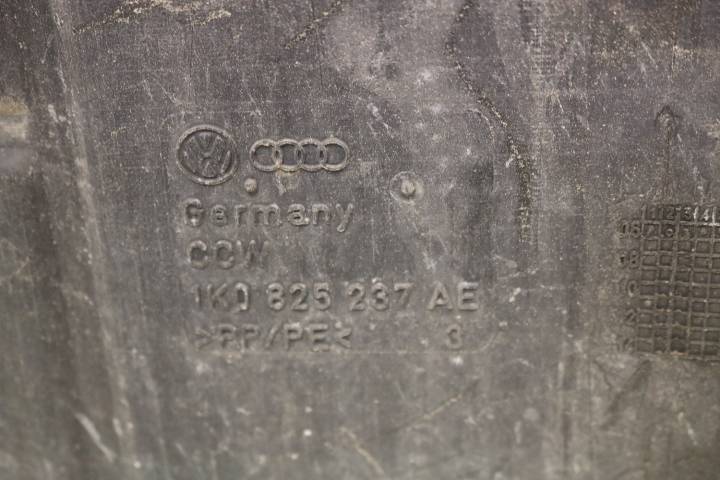 Germany
CCW
1K0 825 237 AE
>PP/PE<  3